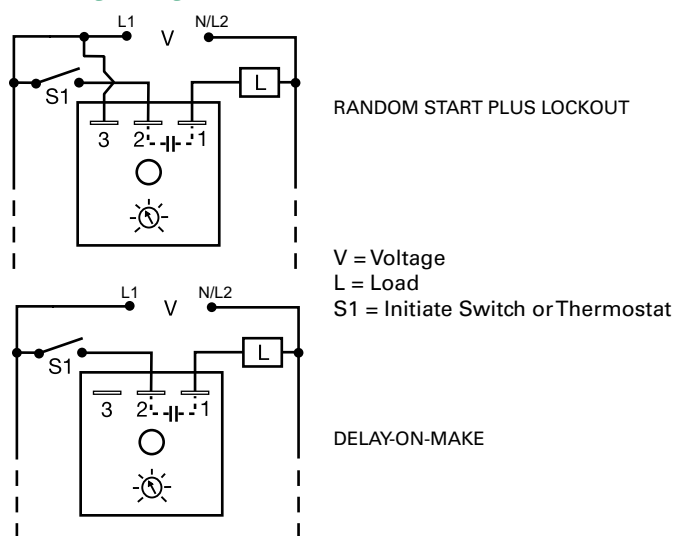 L1 V N/L2
S1 L
3 2 1
RANDOM START PLUS LOCKOUT
V = Voltage
L = Load
S1 = Initiate Switch or Thermostat
L1 V N/L2
S1 L
3 2 1
DELAY-ON-MAKE